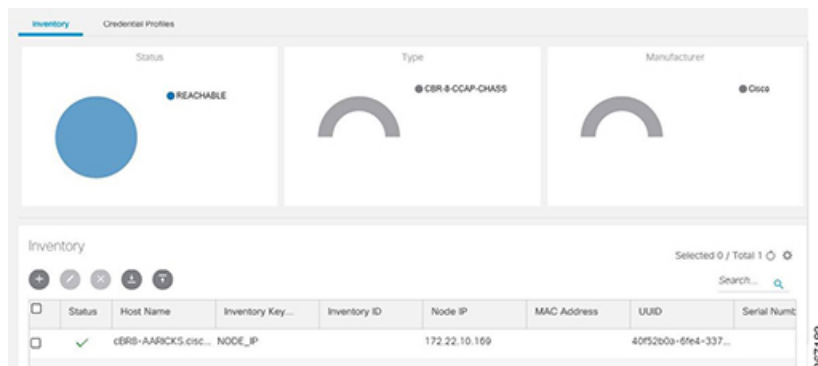 Inventory Credential Profiles
Status Type Manufacturer
REACHABLE CBR-8-CCAP-CHASS Cisco
Inventory
Selected 0 / Total 1
Search...
Status Host Name Inventory Key... Inventory ID Node IP MAC Address UUID Serial Numb
cBR8-AARICKS.cisc... NODE_IP 172.22.10.169 40f52b0a-6fe4-337...